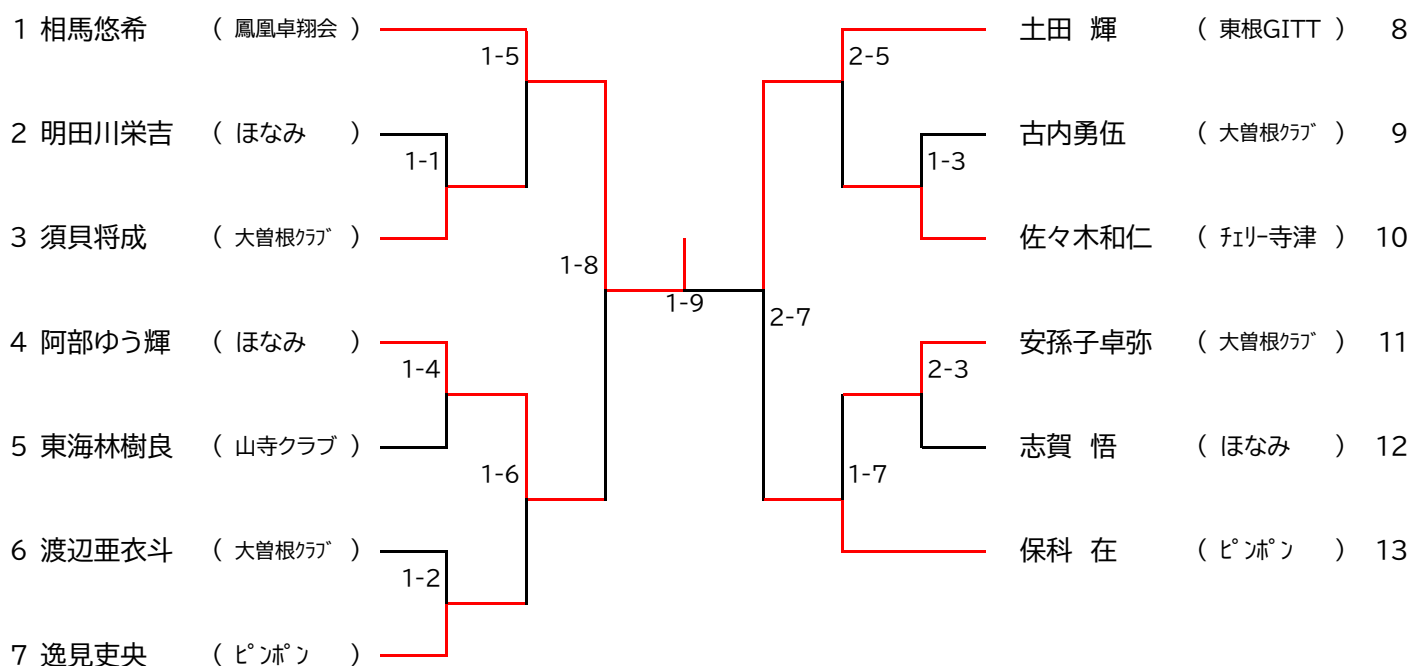 1 相馬悠希 ( 鳳凰卓翔会 )
1-5
2 明田川栄吉 ( ほなみ )
1-1
3 須貝将成 ( 大曽根ｸﾗﾌﾞ )
1-8
4 阿部ゆう輝 ( ほなみ )
1-4
5 東海林樹良 ( 山寺クラブ )
1-6
6 渡辺亜衣斗 ( 大曽根ｸﾗﾌﾞ )
1-2
7 逸見吏央 ( ﾋﾟﾝﾎﾟﾝ )
1-9
土田 輝 ( 東根GITT ) 8
2-5
古内勇伍 ( 大曽根ｸﾗﾌﾞ ) 9
1-3
佐々木和仁 ( ﾁｪﾘｰ寺津 ) 10
2-7
安孫子卓弥 ( 大曽根ｸﾗﾌﾞ ) 11
2-3
志賀 悟 ( ほなみ ) 12
1-7
保科 在 ( ﾋﾟﾝﾎﾟﾝ ) 13